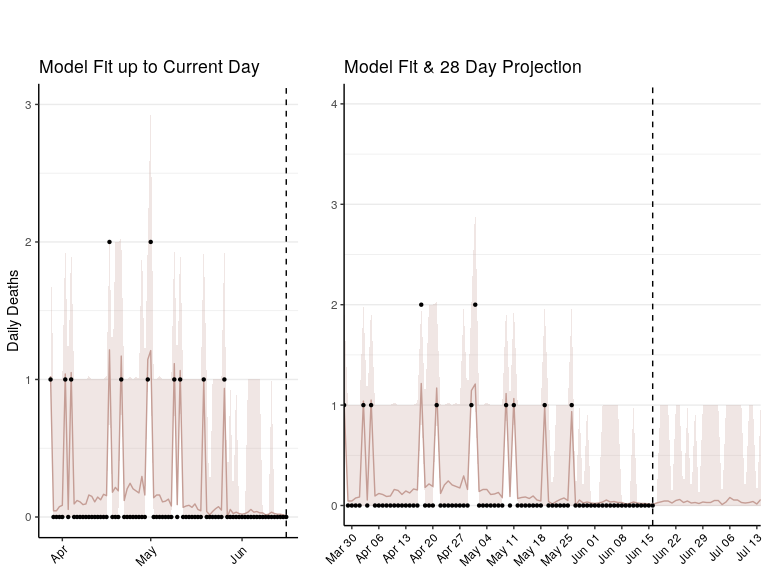 Model Fit up to Current Day
Model Fit & 28 Day Projection
Daily Deaths
3
2
1
0
Apr
May
Jun
4
3
2
1
0
Mar 30
Apr 06
Apr 13
Apr 20
Apr 27
May 04
May 11
May 18
May 25
Jun 01
Jun 08
Jun 15
Jun 22
Jun 29
Jul 06
Jul 13